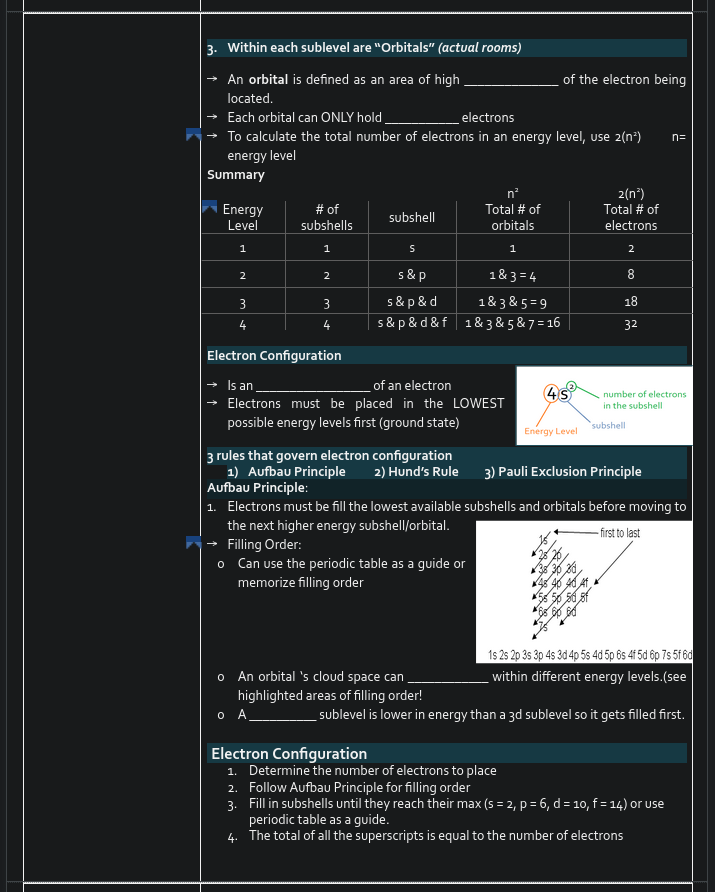 3. Within each sublevel are “Orbitals” (actual rooms)
→ An orbital is defined as an area of high ______________ of the electron being
located.
→ Each orbital can ONLY hold ___________ electrons
→ To calculate the total number of electrons in an energy level, use 2(n²) n=
energy level
Summary
n² 2(n²)
Energy Level # of subshells subshell Total # of orbitals Total # of electrons
1 1 s 1 2
2 2 s & p 1 & 3 = 4 8
3 3 s & p & d 1 & 3 & 5 = 9 18
4 4 s & p & d & f 1 & 3 & 5 & 7 = 16 32
Electron Configuration
→ Is an _________________ of an electron
→ Electrons must be placed in the LOWEST
possible energy levels first (ground state)
4s²
number of electrons
in the subshell
subshell
Energy Level
3 rules that govern electron configuration
1) Aufbau Principle 2) Hund’s Rule 3) Pauli Exclusion Principle
Aufbau Principle:
1. Electrons must be fill the lowest available subshells and orbitals before moving to
the next higher energy subshell/orbital.
→ Filling Order:
o Can use the periodic table as a guide or
memorize filling order
first to last
1s
2s 2p
3s 3p 3d
4s 4p 4d 4f
5s 5p 5d 5f
6s 6p 6d
7s
1s 2s 2p 3s 3p 4s 3d 4p 5s 4d 5p 6s 4f 5d 6p 7s 5f 6d
o An orbital ‘s cloud space can ____________ within different energy levels.(see
highlighted areas of filling order!
o A __________ sublevel is lower in energy than a 3d sublevel so it gets filled first.
Electron Configuration
1. Determine the number of electrons to place
2. Follow Aufbau Principle for filling order
3. Fill in subshells until they reach their max (s = 2, p = 6, d = 10, f = 14) or use
periodic table as a guide.
4. The total of all the superscripts is equal to the number of electrons